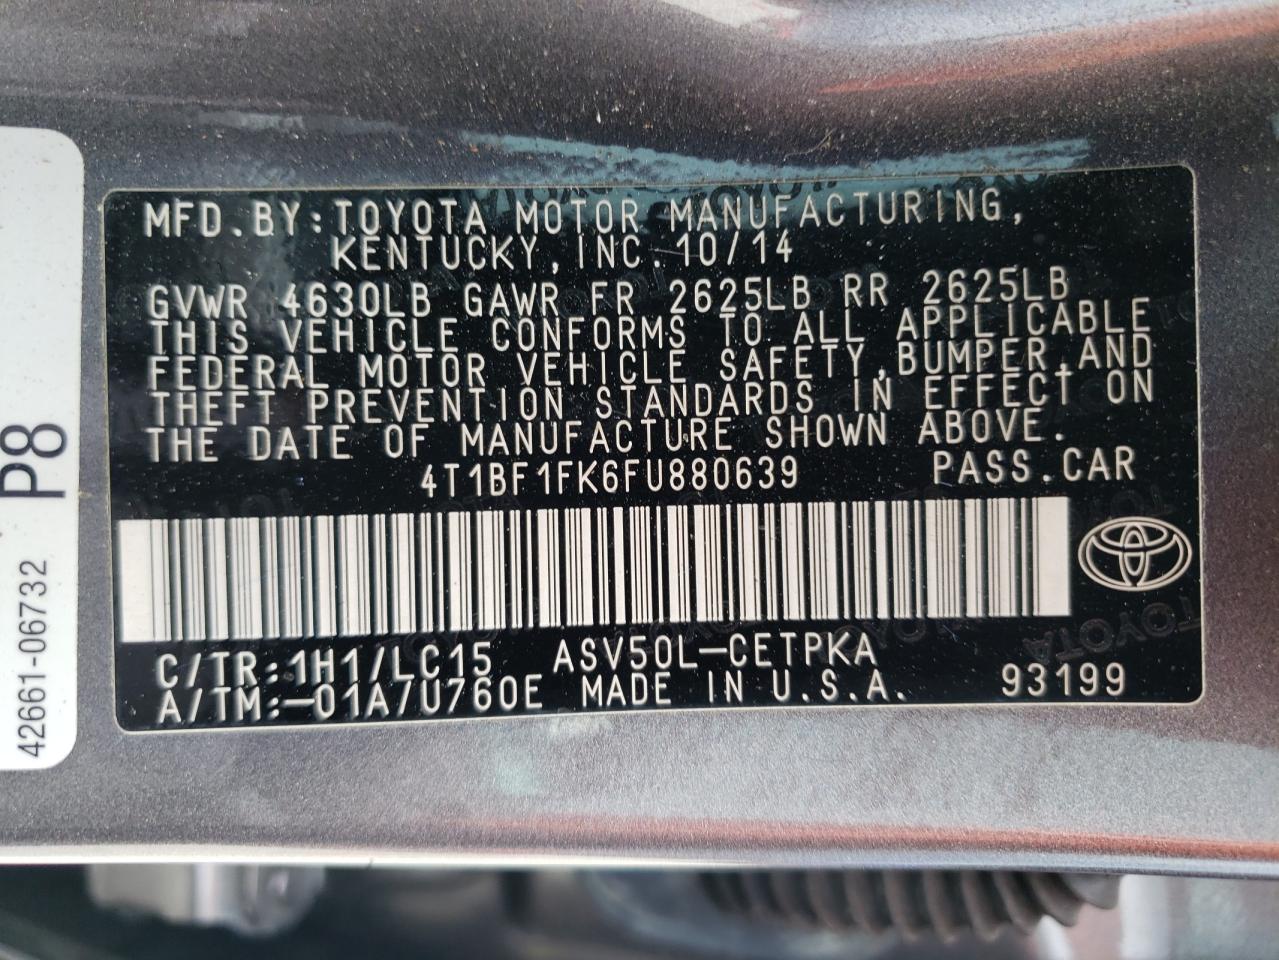 MFD.BY:TOYOTA MOTOR MANUFACTURING,
KENTUCKY,INC.10/14
GVWR 4630LB GAWR FR 2625LB RR 2625LB
THIS VEHICLE CONFORMS TO ALL APPLICABLE
FEDERAL MOTOR VEHICLE SAFETY,BUMPER,AND
THEFT PREVENTION STANDARDS IN EFFECT ON
THE DATE OF MANUFACTURE SHOWN ABOVE.
4T1BF1FK6FU880639 PASS.CAR
C/TR:1H1/LC15 ASV50L-CETPKA
A/TM:-01A/U760E MADE IN U.S.A. 93199
TOYOTA
P8
42661-06732